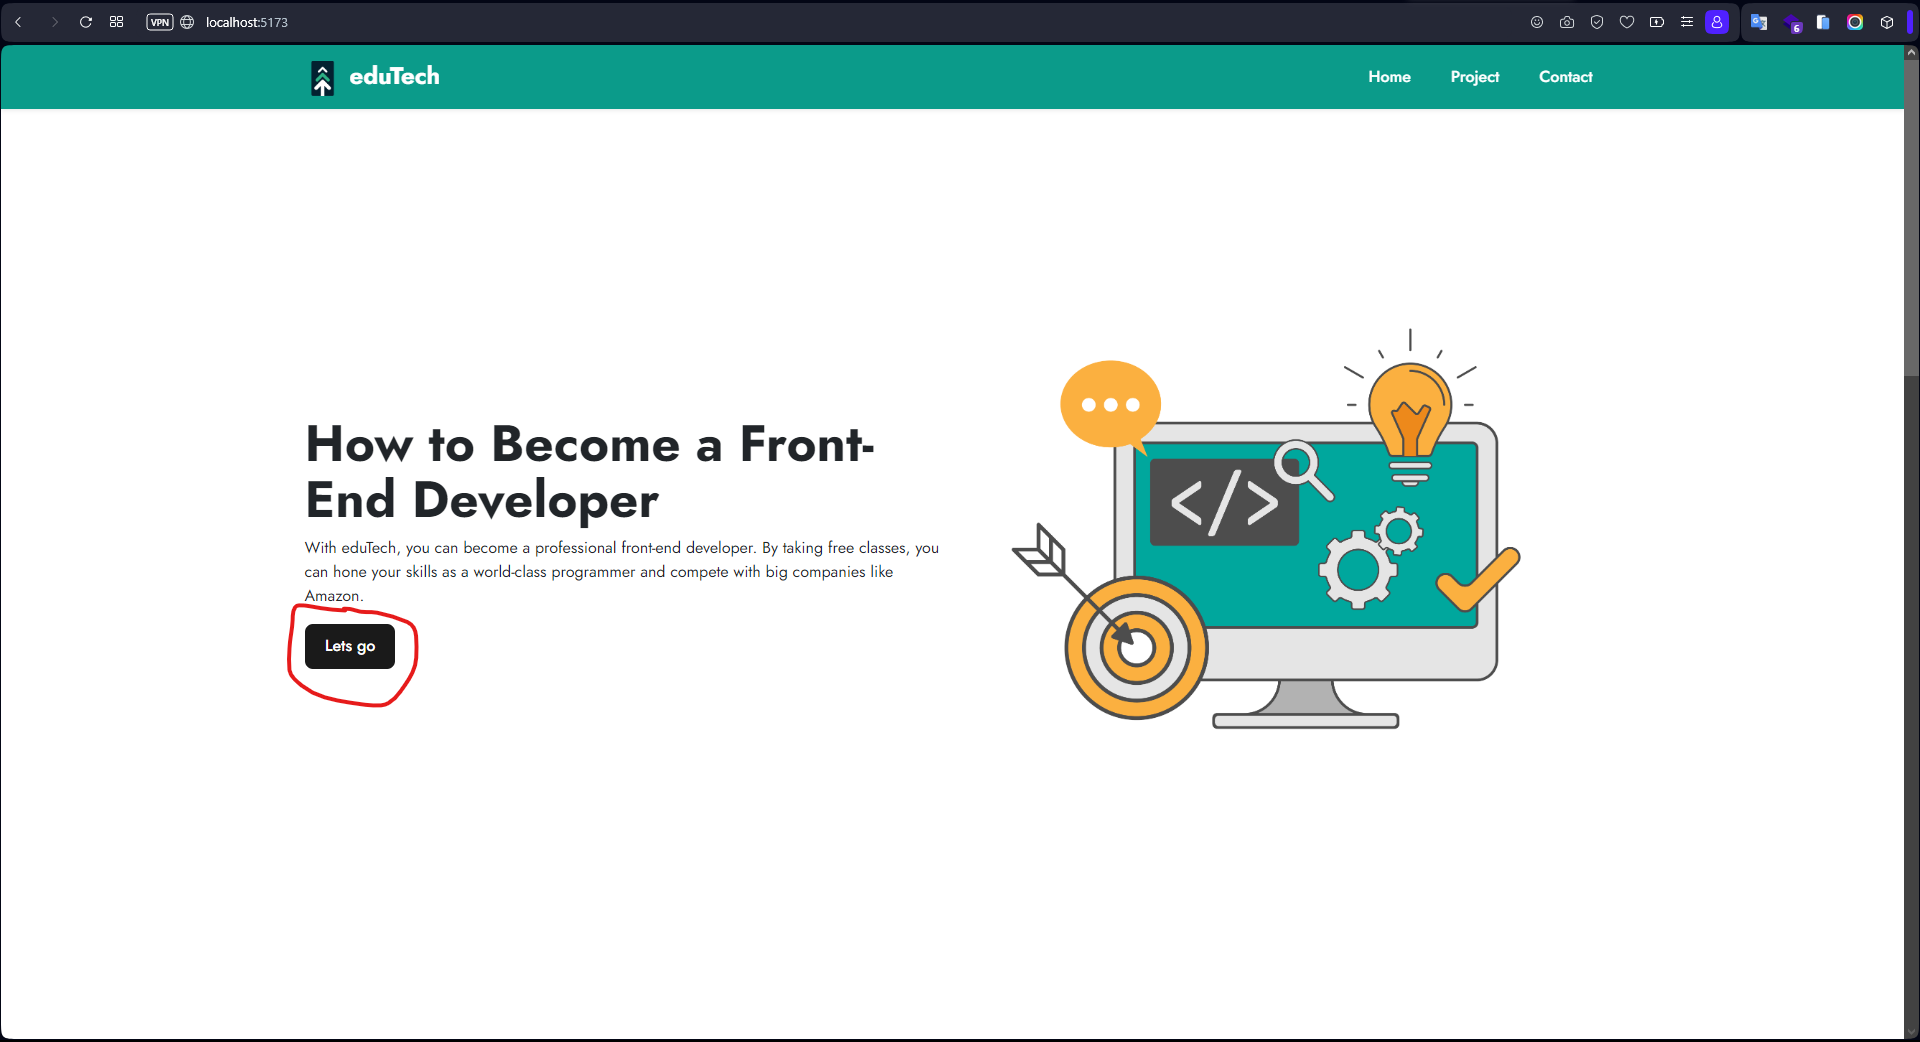 VPN localhost:5173
6
eduTech
Home Project Contact
How to Become a Front-
End Developer
With eduTech, you can become a professional front-end developer. By taking free classes, you
can hone your skills as a world-class programmer and compete with big companies like
Amazon.
Lets go
</>